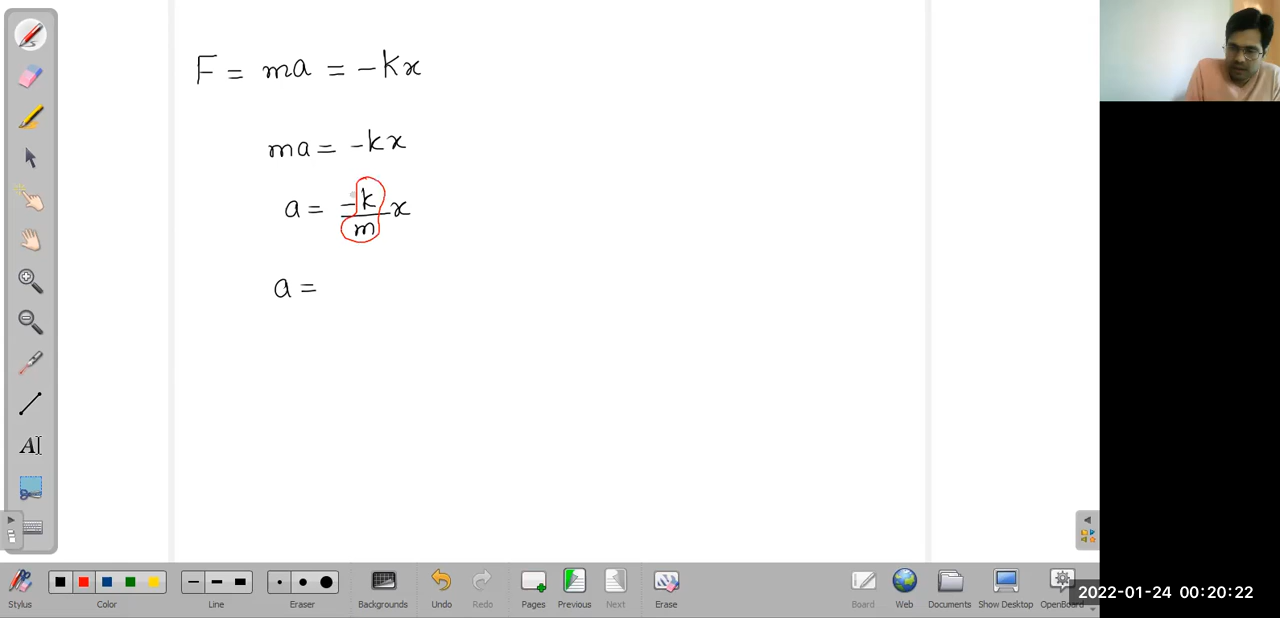 F = ma = -kx
ma = -kx
a = -k/m x
a =
A
Stylus
Color
Line
Eraser
Backgrounds
Undo
Redo
Pages
Previous
Next
Erase
Board
Web
Documents
Show Desktop
OpenBoard
2022-01-24 00:20:22